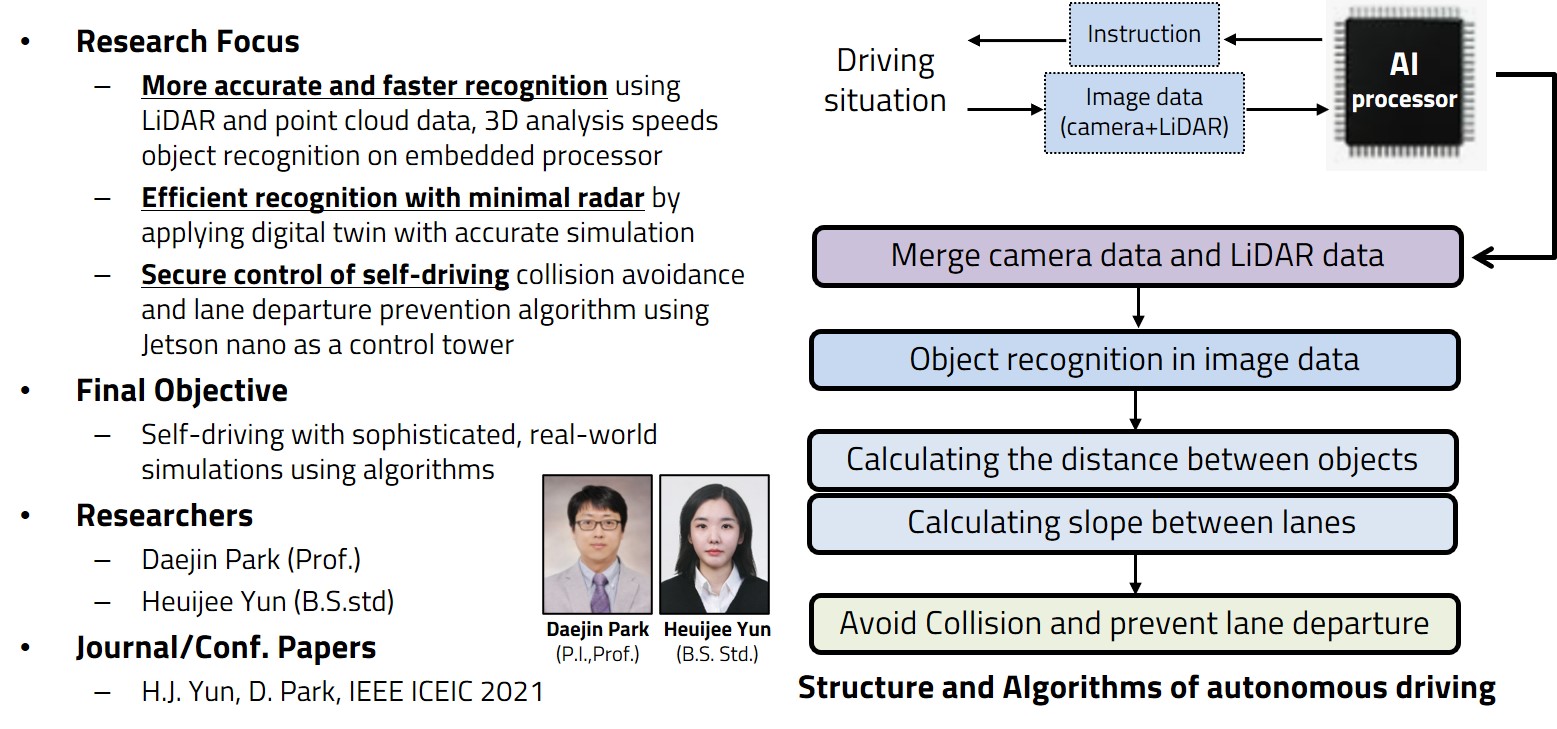 • Research Focus
– More accurate and faster recognition using
LiDAR and point cloud data, 3D analysis speeds
object recognition on embedded processor
– Efficient recognition with minimal radar by
applying digital twin with accurate simulation
– Secure control of self-driving collision avoidance
and lane departure prevention algorithm using
Jetson nano as a control tower
• Final Objective
– Self-driving with sophisticated, real-world
simulations using algorithms
• Researchers
– Daejin Park (Prof.)
– Heuijee Yun (B.S.std)
• Journal/Conf. Papers
– H.J. Yun, D. Park, IEEE ICEIC 2021
Daejin Park
(P.I.,Prof.)
Heuijee Yun
(B.S. Std.)
Driving
situation
Instruction
Image data
(camera+LiDAR)
AI
processor
Merge camera data and LiDAR data
Object recognition in image data
Calculating the distance between objects
Calculating slope between lanes
Avoid Collision and prevent lane departure
Structure and Algorithms of autonomous driving